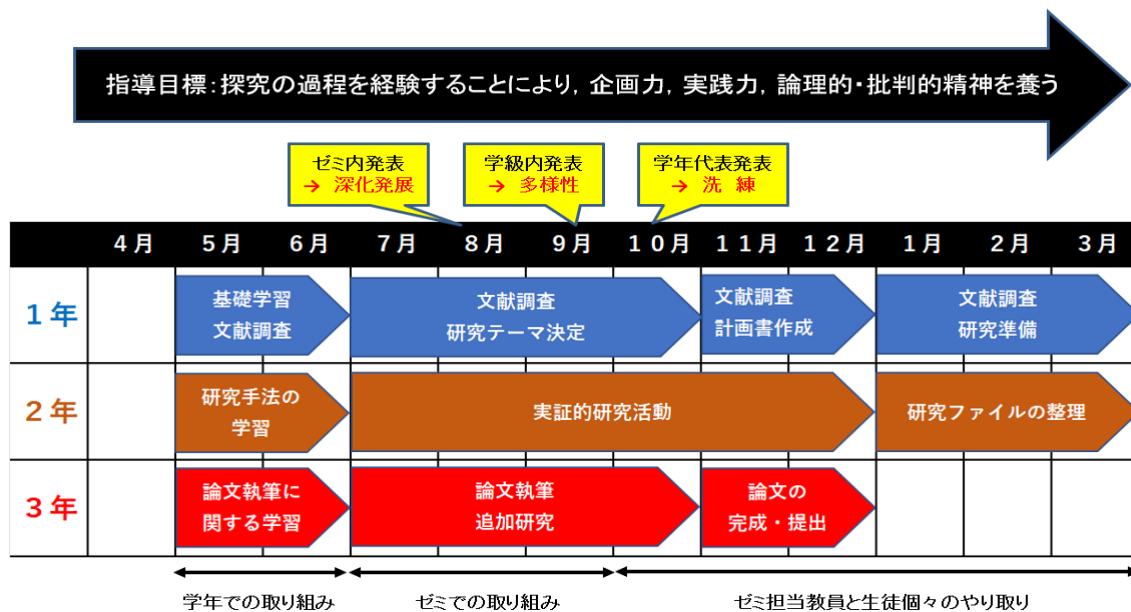 指導目標：探究の過程を経験することにより，企画力，実践力，論理的・批判的精神を養う
ゼミ内発表
→ 深化発展
学級内発表
→ 多様性
学年代表発表
→ 洗 練
4月 5月 6月 7月 8月 9月 10月 11月 12月 1月 2月 3月
1年
基礎学習
文献調査
文献調査
研究テーマ決定
文献調査
計画書作成
文献調査
研究準備
2年
研究手法の
学習
実証的研究活動
研究ファイルの整理
3年
論文執筆に
関する学習
論文執筆
追加研究
論文の
完成・提出
学年での取り組み
ゼミでの取り組み
ゼミ担当教員と生徒個々のやり取り